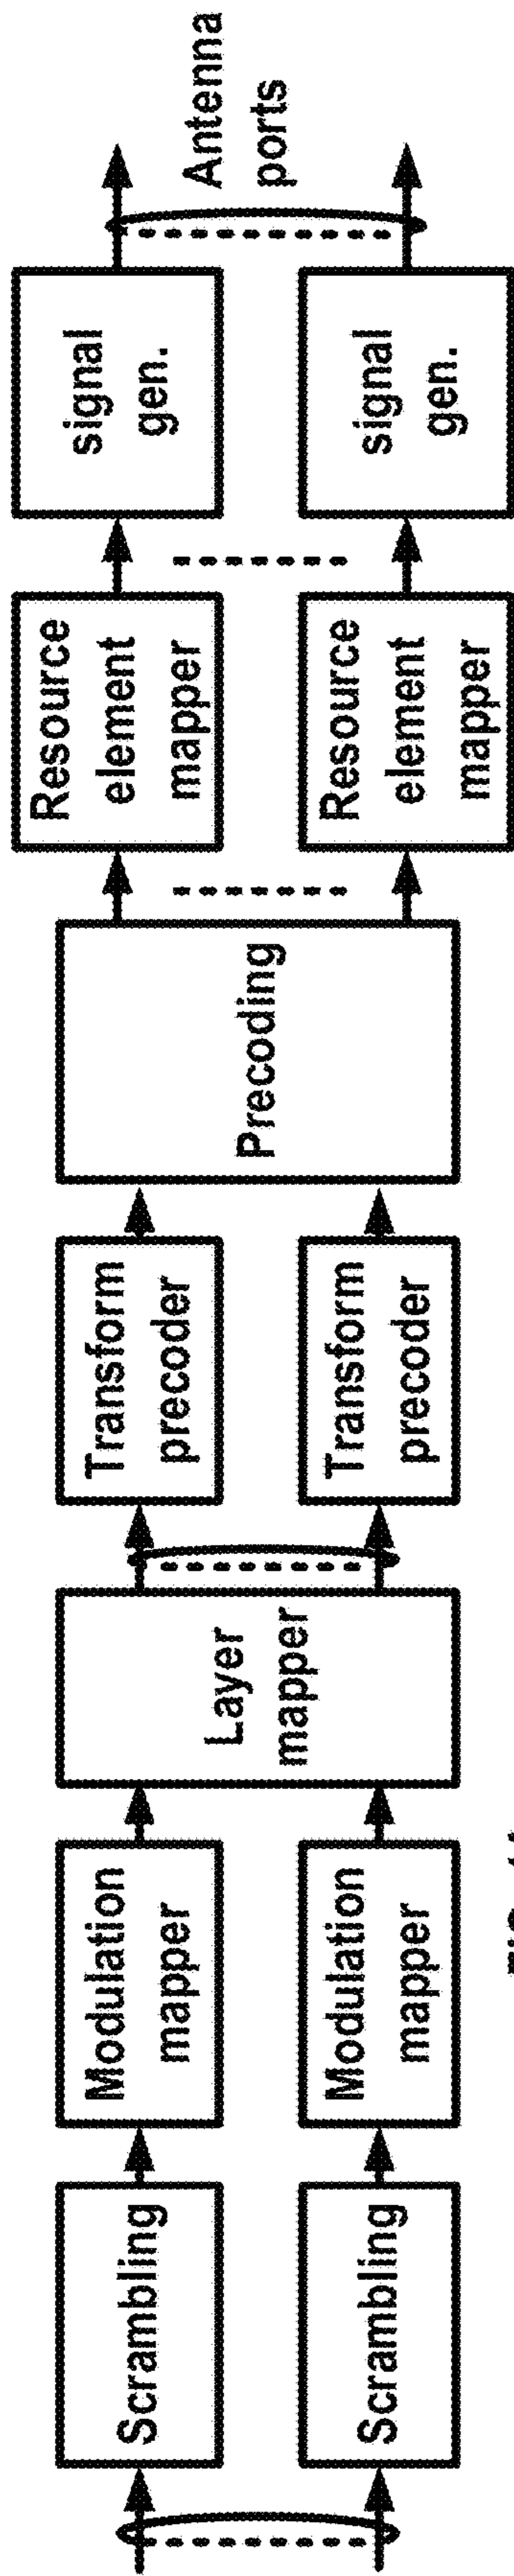 Scrambling
Scrambling
Modulation
mapper
Modulation
mapper
Layer
mapper
Transform
precoder
Transform
precoder
Precoding
Resource
element
mapper
Resource
element
mapper
signal
gen.
signal
gen.
Antenna
ports